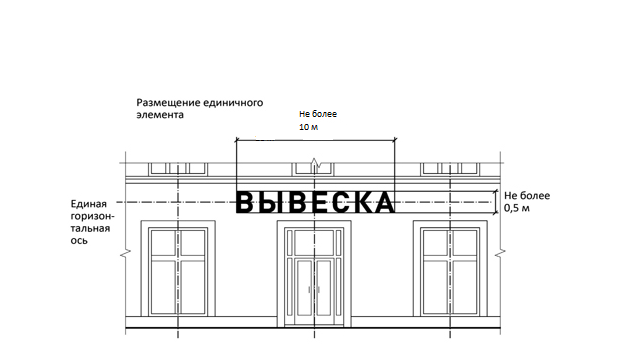 Размещение единичного
элемента
Не более
10 м
ВЫВЕСКА
Не более
0,5 м
Единая
горизон-
тальная
ось